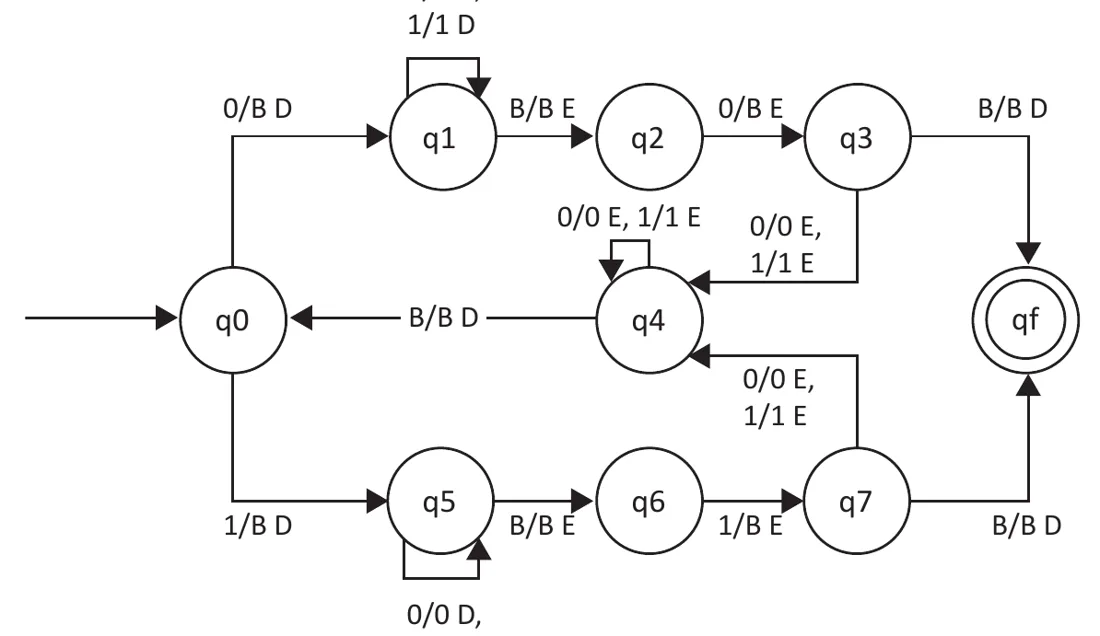 1/1 D
0/B D
B/B E
0/B E
B/B D
q1
q2
q3
0/0 E, 1/1 E
0/0 E,
1/1 E
q0
B/B D
q4
qf
0/0 E,
1/1 E
q5
q6
q7
1/B D
B/B E
1/B E
B/B D
0/0 D,